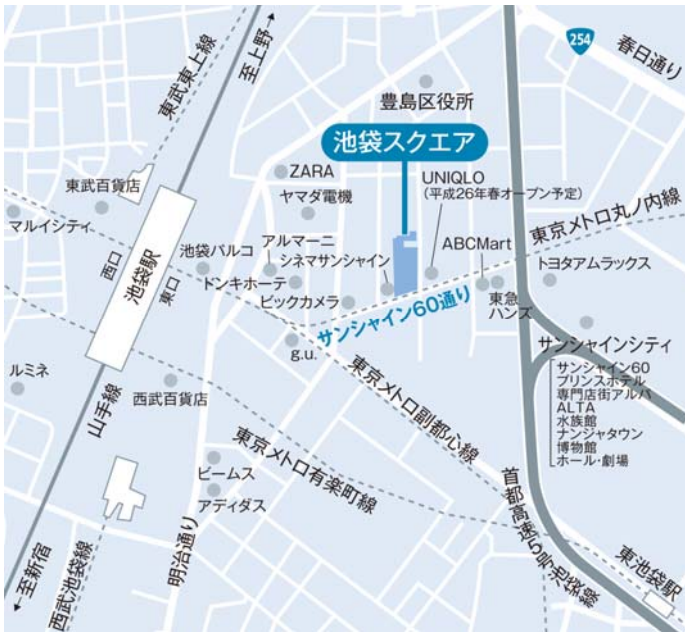 254
春日通り
至上野
東武東上線
豊島区役所
池袋スクエア
ZARA
ヤマダ電機
UNIQLO
(平成26年春オープン予定)
東京メトロ丸ノ内線
東武百貨店
マルイシティ
西口
池袋駅
東口
池袋パルコ
アルマーニ
シネマサンシャイン
ABCMart
トヨタアムラックス
ドンキホーテ
ビックカメラ
東急
ハンズ
サンシャイン60通り
g.u.
サンシャインシティ
サンシャイン60
プリンスホテル
専門店街アルパ
ALTA
水族館
ナンジャタウン
博物館
ホール・劇場
ルミネ
山手線
西武百貨店
東京メトロ副都心線
東京メトロ有楽町線
ビームス
アディダス
首都高速5号池袋線
明治通り
東池袋駅
至新宿
西武池袋線